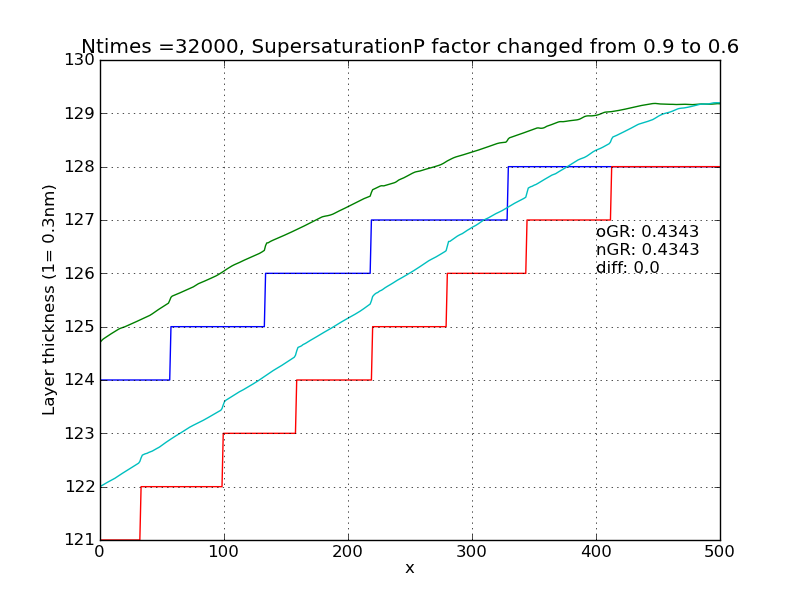 Ntimes =32000, SupersaturationP factor changed from 0.9 to 0.6
130
129
128
127
126
125
124
123
122
121
Layer thickness (1= 0.3nm)
oGR: 0.4343
nGR: 0.4343
diff: 0.0
0 100 200 300 400 500
x